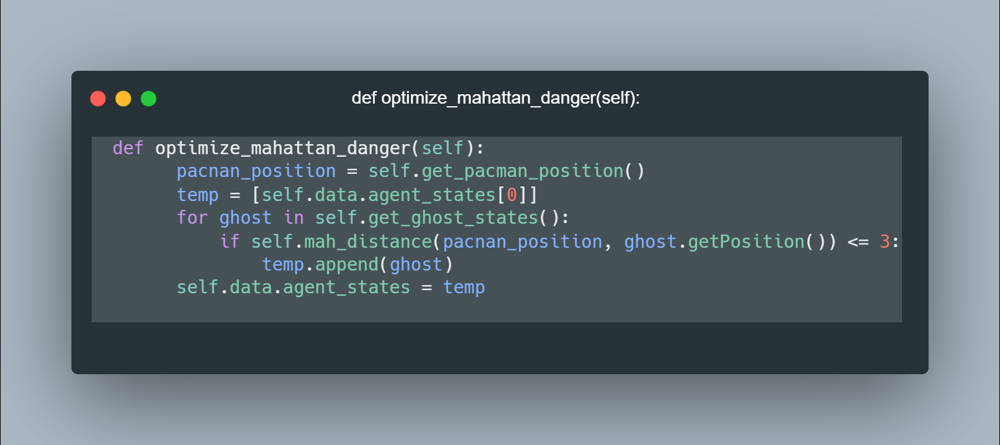 def optimize_mahattan_danger(self):
def optimize_mahattan_danger(self):
pacnan_position = self.get_pacman_position()
temp = [self.data.agent_states[0]]
for ghost in self.get_ghost_states():
if self.mah_distance(pacnan_position, ghost.getPosition()) <= 3:
temp.append(ghost)
self.data.agent_states = temp